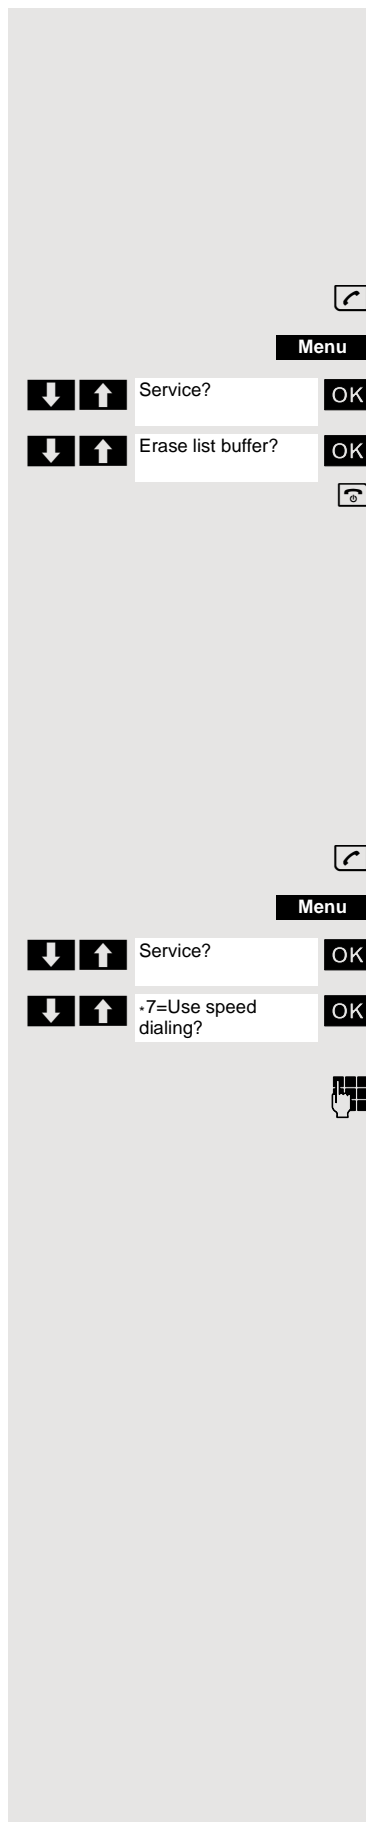 Menu
Service? OK
Erase list buffer? OK
Menu
Service? OK
*7=Use speed OK
dialing?